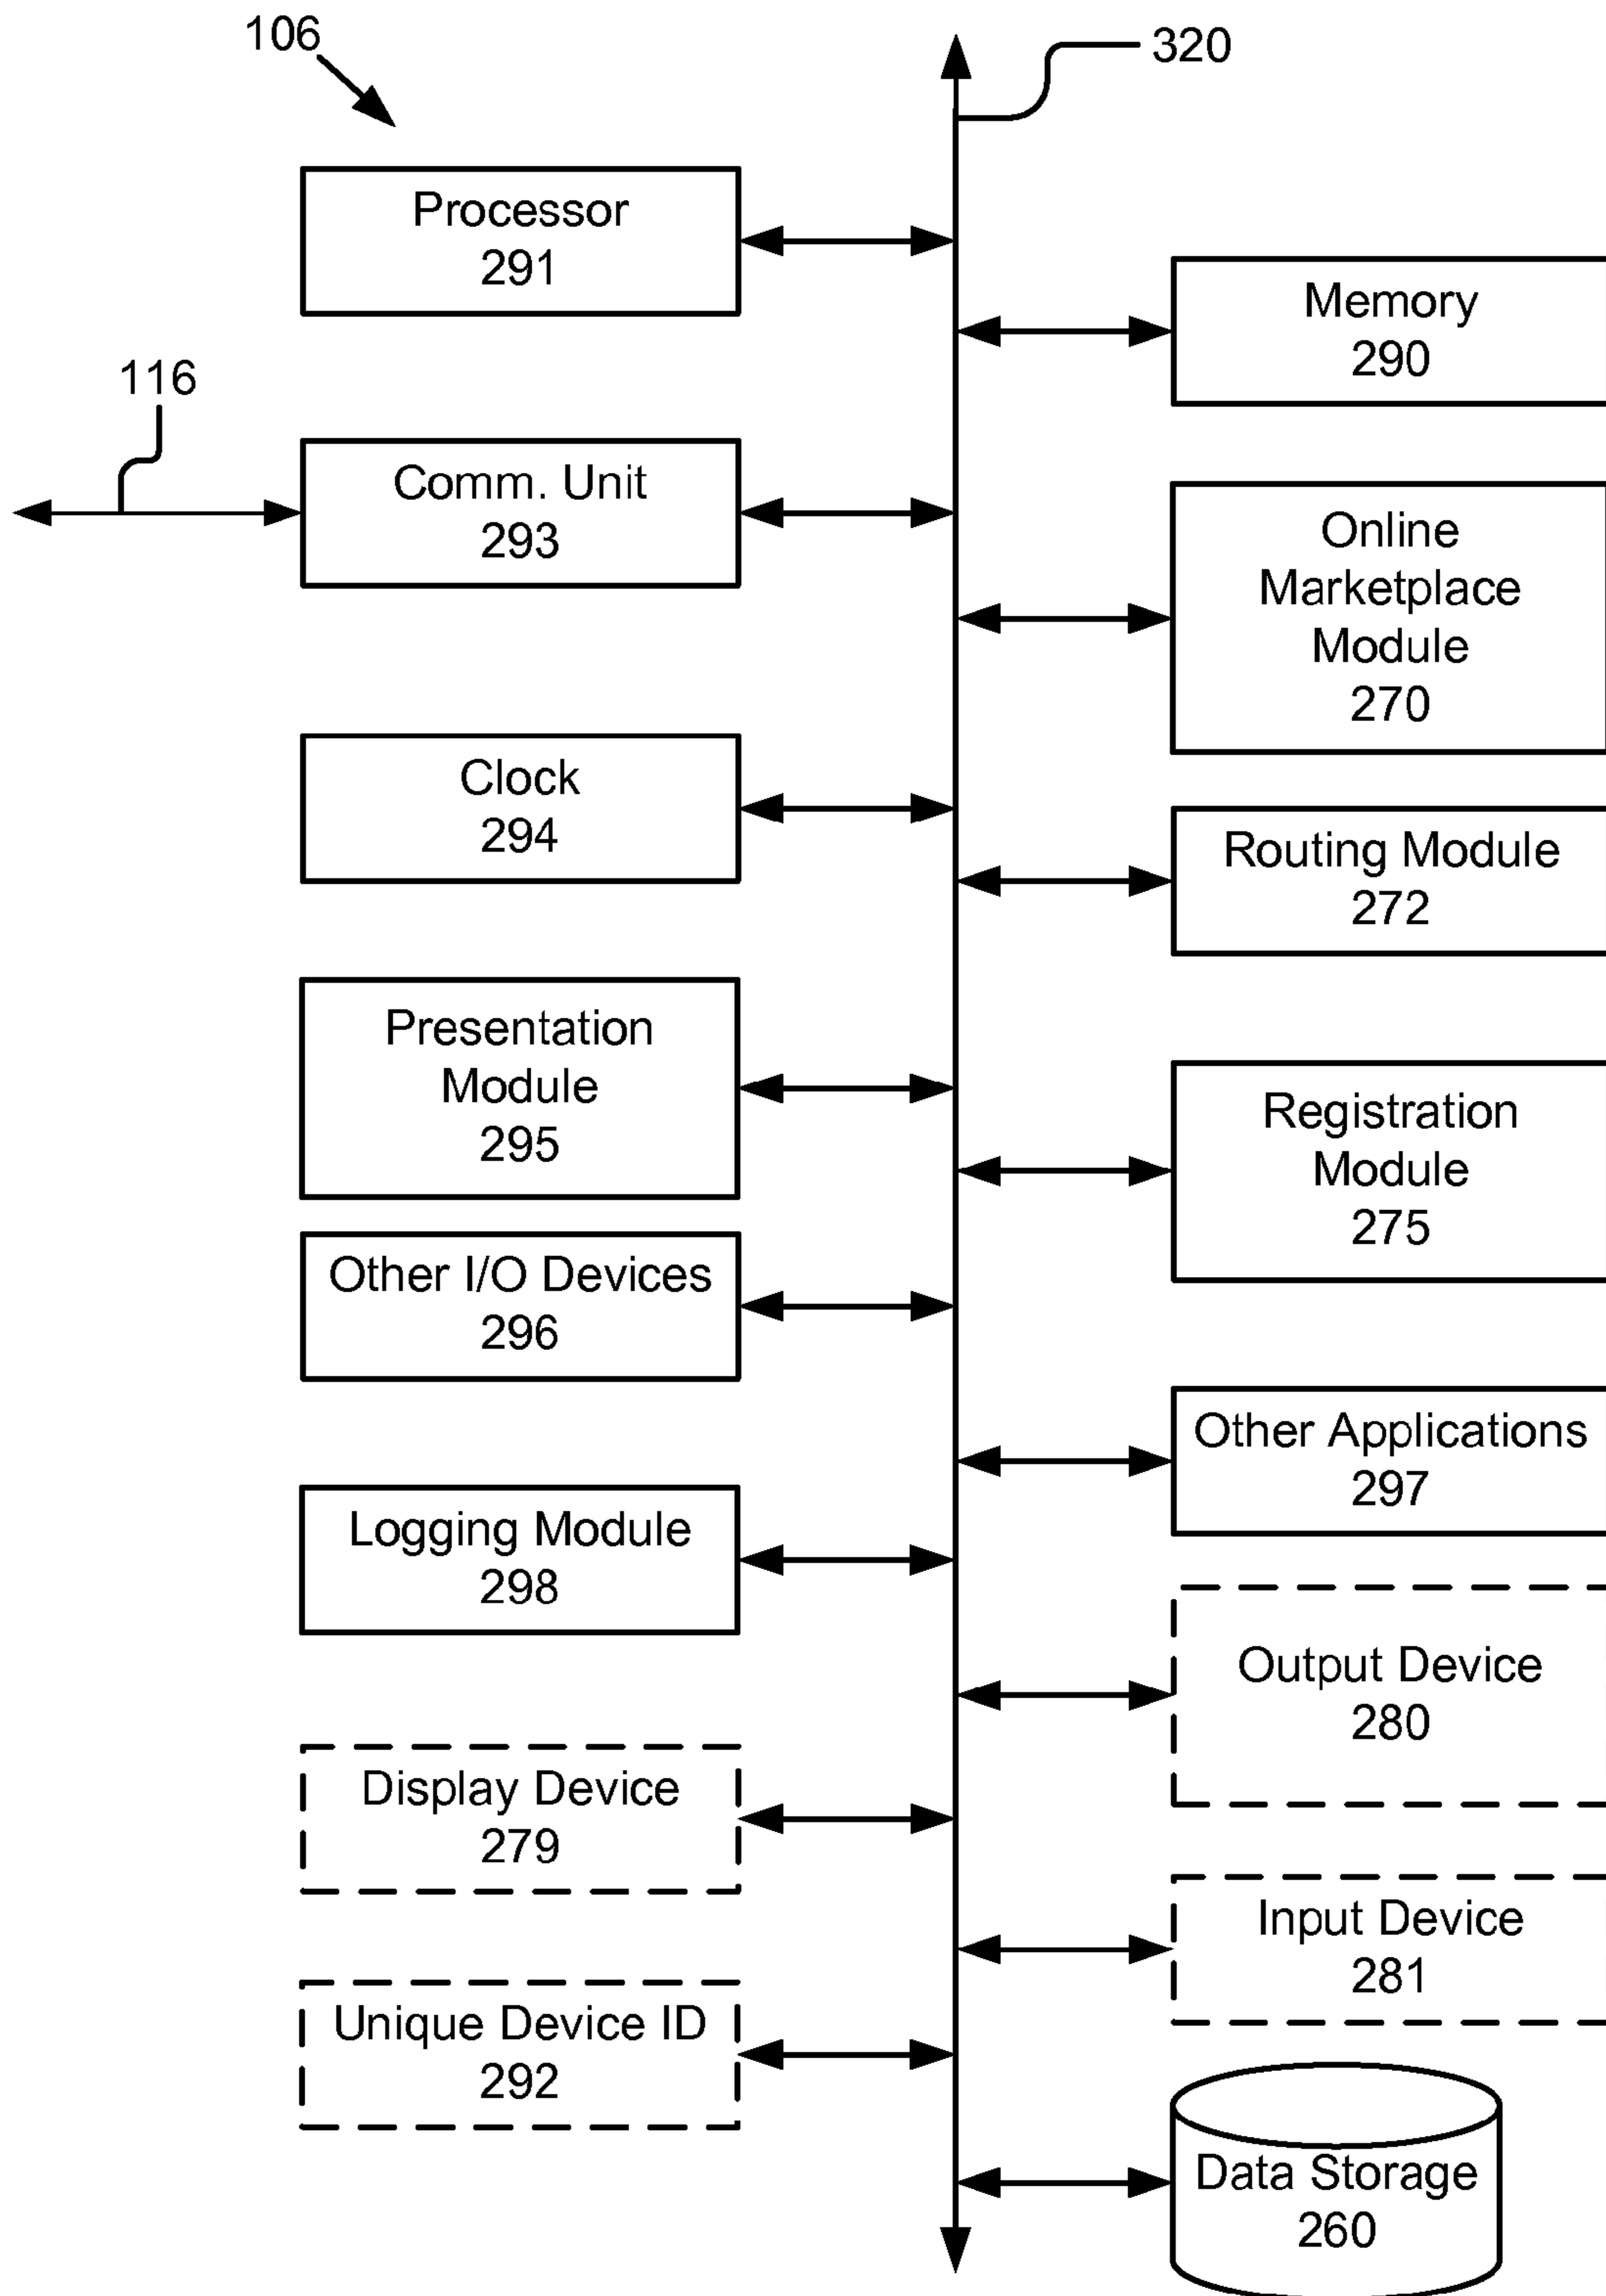 106
320
Processor
291
Memory
290
116
Comm. Unit
293
Online
Marketplace
Module
270
Clock
294
Routing Module
272
Presentation
Module
295
Registration
Module
275
Other I/O Devices
296
Other Applications
297
Logging Module
298
Output Device
280
Display Device
279
Input Device
281
Unique Device ID
292
Data Storage
260